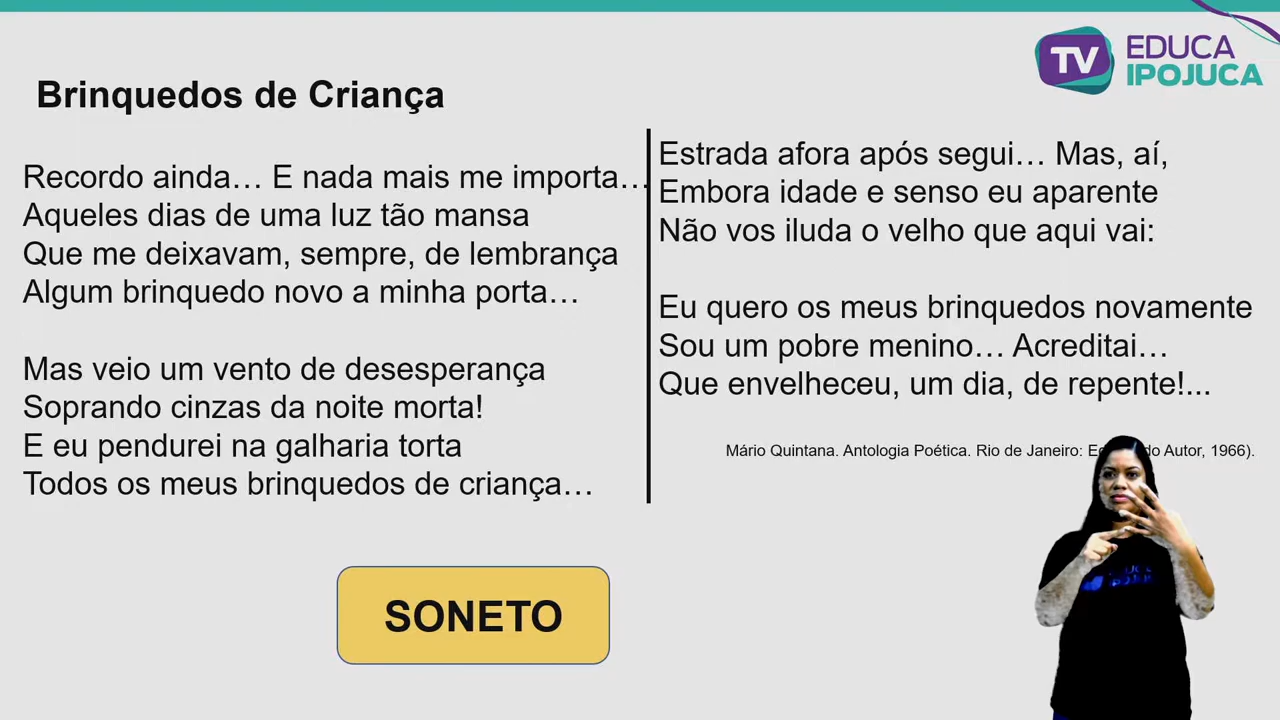 TV EDUCA
IPOJUCA
Brinquedos de Criança
Recordo ainda… E nada mais me importa…
Aqueles dias de uma luz tão mansa
Que me deixavam, sempre, de lembrança
Algum brinquedo novo a minha porta…
Mas veio um vento de desesperança
Soprando cinzas da noite morta!
E eu pendurei na galharia torta
Todos os meus brinquedos de criança…
Estrada afora após segui… Mas, aí,
Embora idade e senso eu aparente
Não vos iluda o velho que aqui vai:
Eu quero os meus brinquedos novamente
Sou um pobre menino… Acreditai…
Que envelheceu, um dia, de repente!...
Mário Quintana. Antologia Poética. Rio de Janeiro: do Autor, 1966).
SONETO